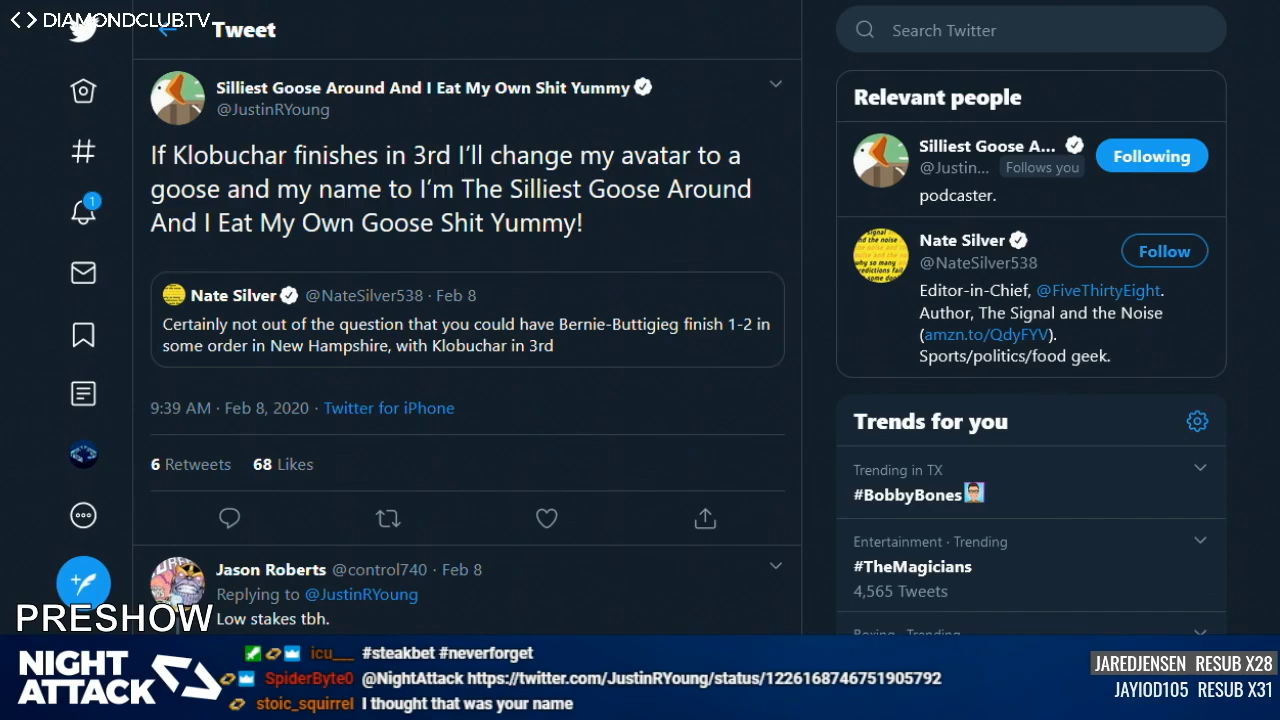 DIAMONDCLUB.TV
Tweet
Search Twitter
Silliest Goose Around And I Eat My Own Shit Yummy
@JustinRYoung
If Klobuchar finishes in 3rd I’ll change my avatar to a
goose and my name to I’m The Silliest Goose Around
And I Eat My Own Goose Shit Yummy!
Nate Silver @NateSilver538 · Feb 8
Certainly not out of the question that you could have Bernie-Buttigieg finish 1-2 in
some order in New Hampshire, with Klobuchar in 3rd
9:39 AM · Feb 8, 2020 · Twitter for iPhone
6 Retweets 68 Likes
Jason Roberts @control740 · Feb 8
Replying to @JustinRYoung
Low stakes tbh.
1
Relevant people
Silliest Goose A...
@Justin... Follows you
Following
podcaster.
Nate Silver
@NateSilver538
Follow
Editor-in-Chief, @FiveThirtyEight.
Author, The Signal and the Noise
(amzn.to/QdyFYV).
Sports/politics/food geek.
Trends for you
Trending in TX
#BobbyBones
Entertainment · Trending
#TheMagicians
4,565 Tweets
Boxing · Trending
PRESHOW
NIGHT
ATTACK
icu___ #steakbet #neverforget
SpiderByte0 @NightAttack https://twitter.com/JustinRYoung/status/1226168746751905792
stoic_squirrel I thought that was your name
JAREDJENSEN RESUB X28
JAYIOD105 RESUB X31